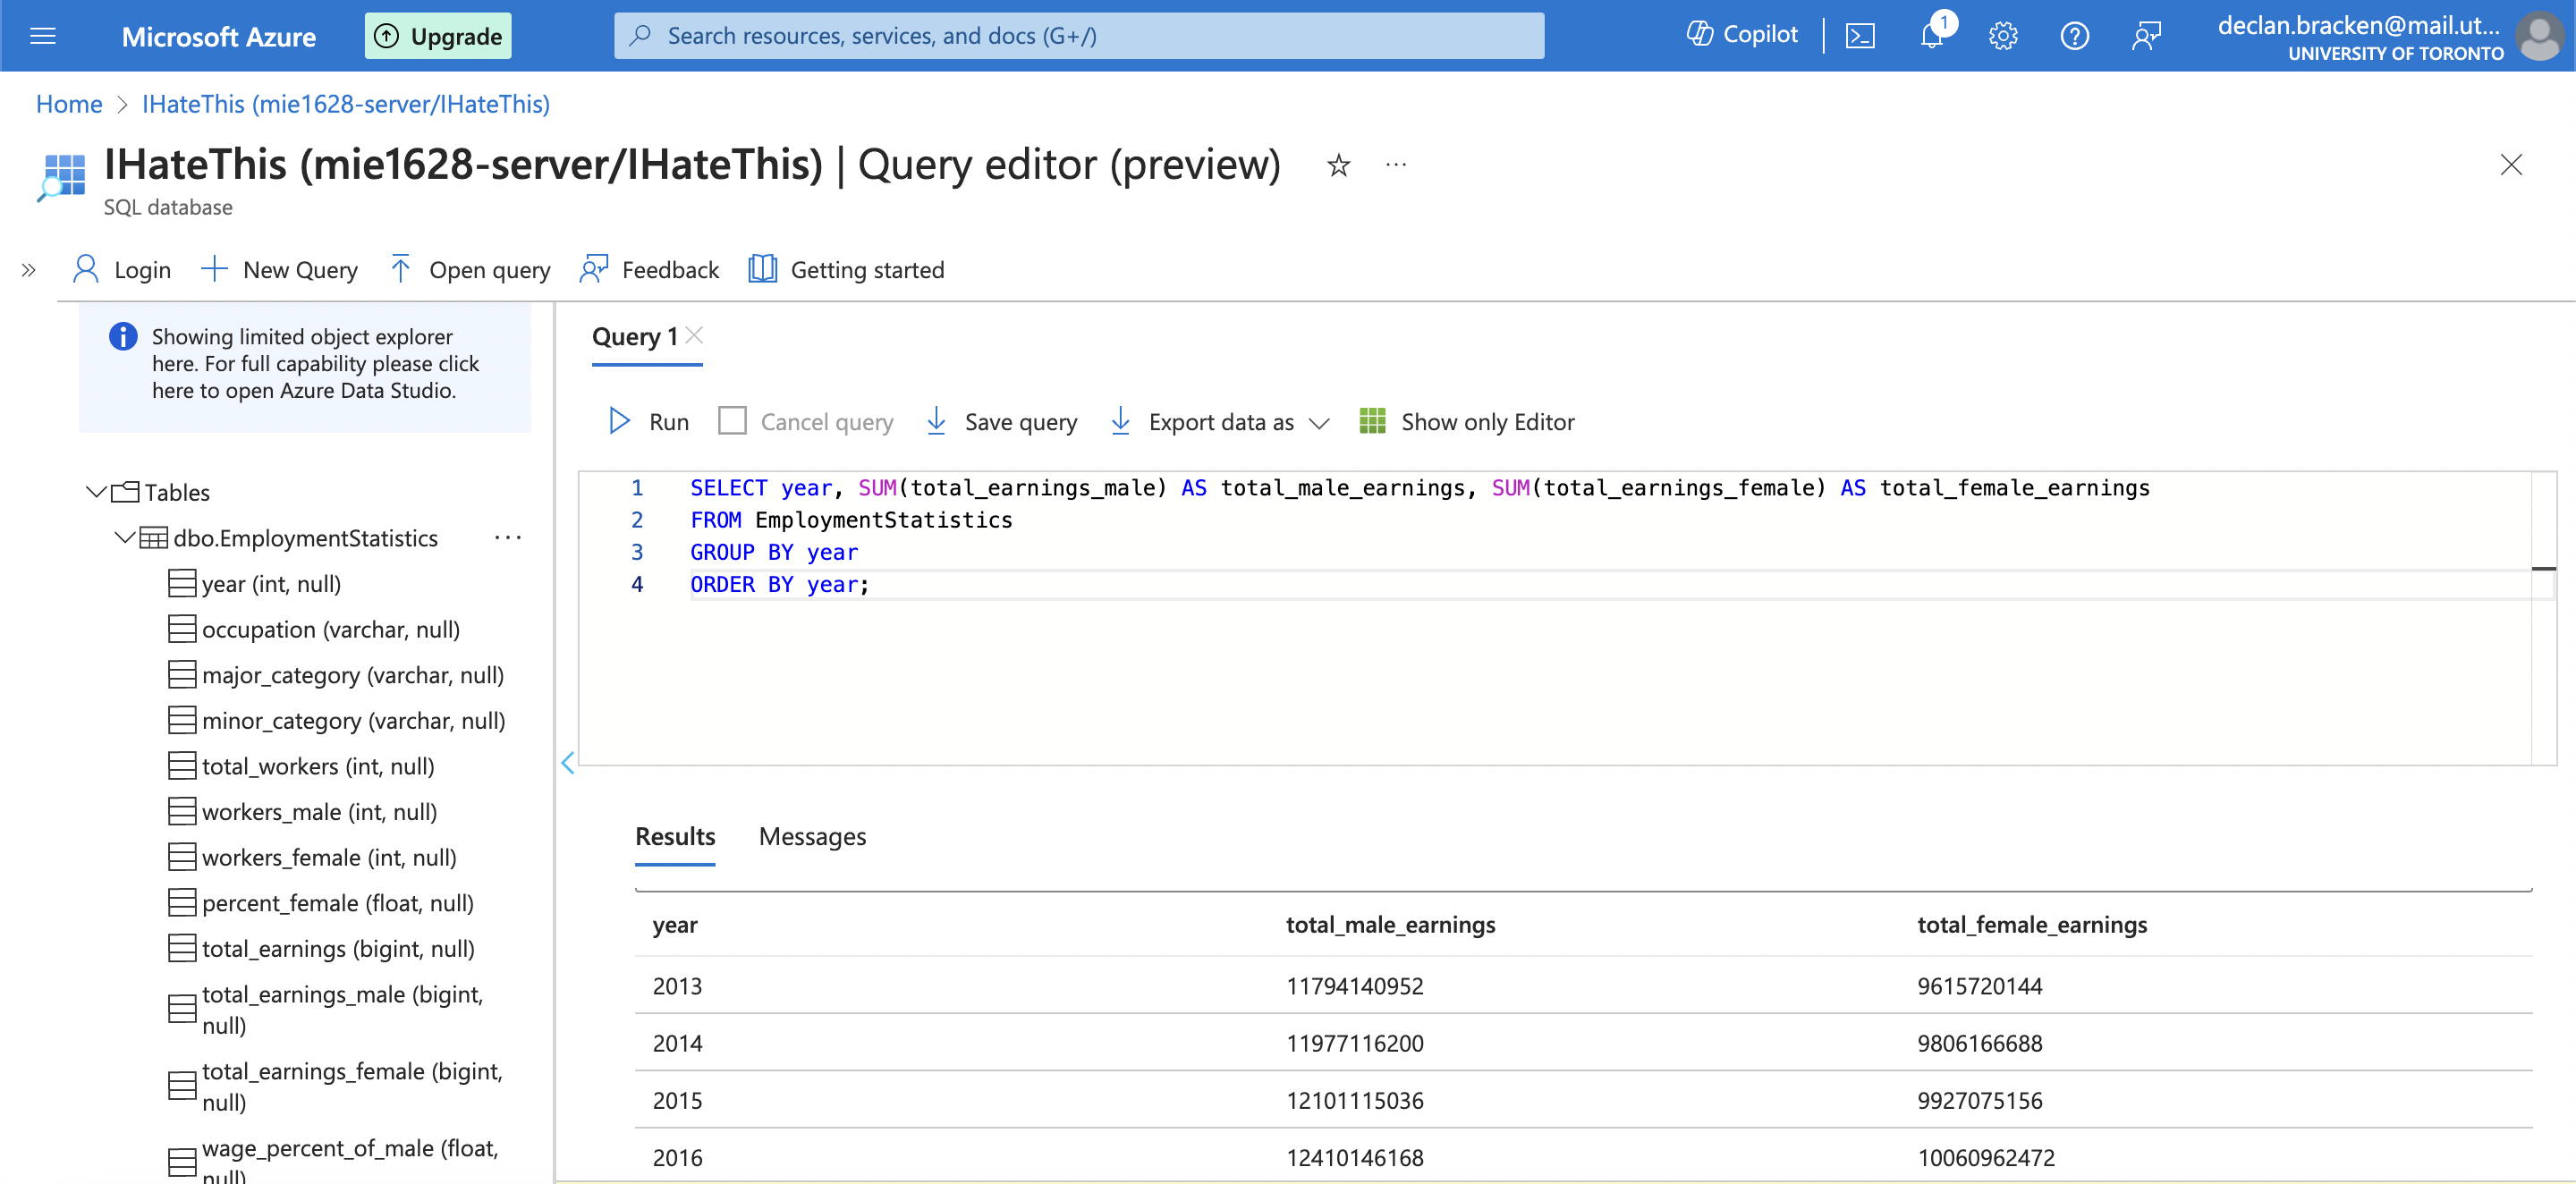 Microsoft Azure
Upgrade
Search resources, services, and docs (G+/)
Copilot
1
declan.bracken@mail.ut...
UNIVERSITY OF TORONTO
Home > IHateThis (mie1628-server/IHateThis)
IHateThis (mie1628-server/IHateThis) | Query editor (preview)
SQL database
Login
New Query
Open query
Feedback
Getting started
Showing limited object explorer
here. For full capability please click
here to open Azure Data Studio.
Tables
dbo.EmploymentStatistics
year (int, null)
occupation (varchar, null)
major_category (varchar, null)
minor_category (varchar, null)
total_workers (int, null)
workers_male (int, null)
workers_female (int, null)
percent_female (float, null)
total_earnings (bigint, null)
total_earnings_male (bigint,
null)
total_earnings_female (bigint,
null)
wage_percent_of_male (float,
null)
Query 1
Run
Cancel query
Save query
Export data as
Show only Editor
1 SELECT year, SUM(total_earnings_male) AS total_male_earnings, SUM(total_earnings_female) AS total_female_earnings
2 FROM EmploymentStatistics
3 GROUP BY year
4 ORDER BY year;
Results
Messages
year total_male_earnings total_female_earnings
2013 11794140952 9615720144
2014 11977116200 9806166688
2015 12101115036 9927075156
2016 12410146168 10060962472